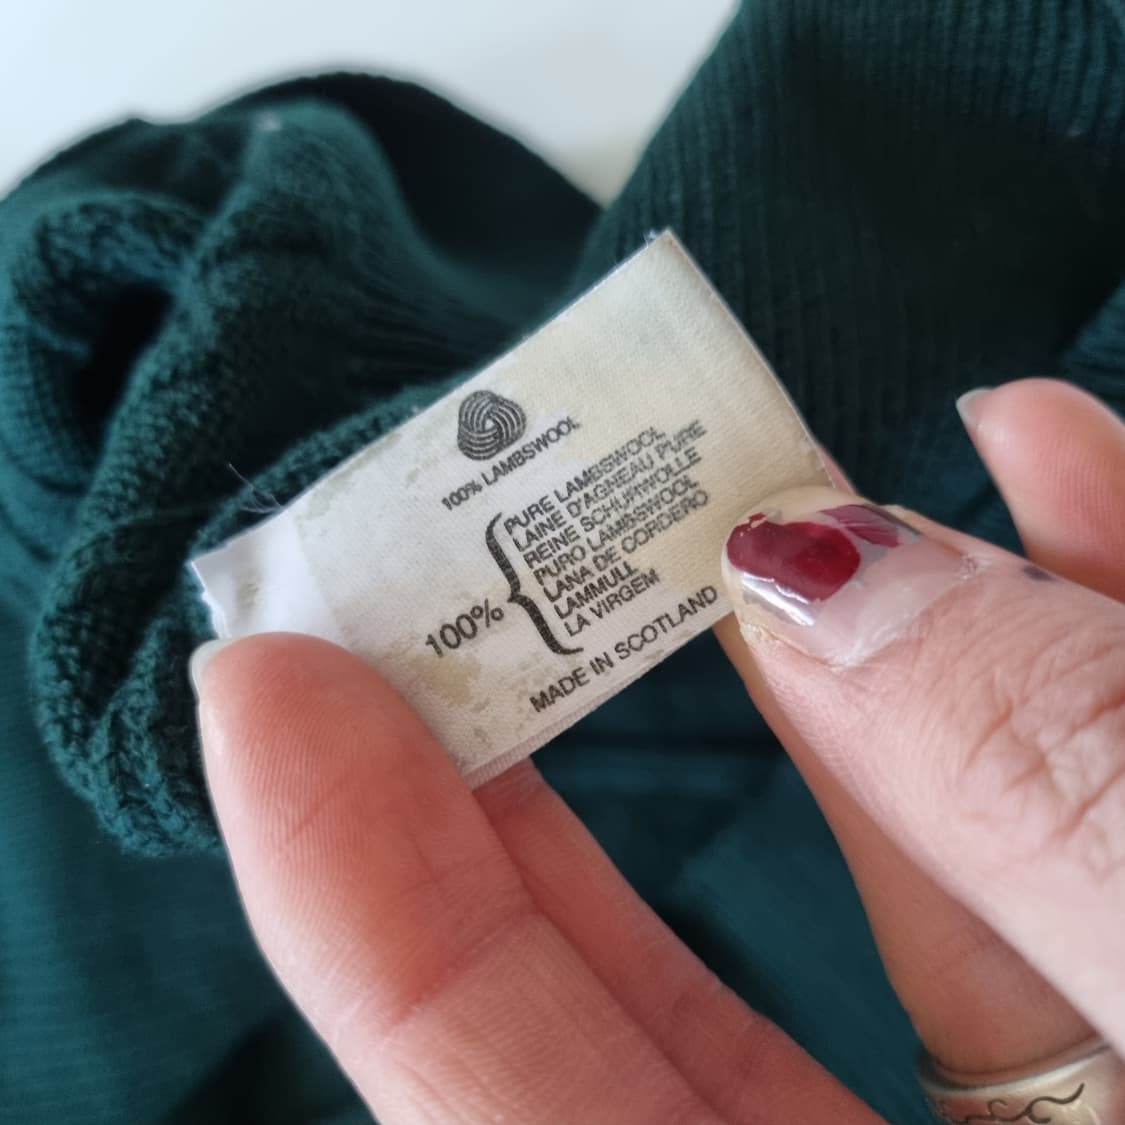 100% LAMBSWOOL
100%
PURE LAMBSWOOL
LAINE D'AGNEAU PURE
REINE SCHURWOLLE
PURO LAMBSWOOL
LANA DE CORDERO
LAMMULL
LA VIRGEM
MADE IN SCOTLAND